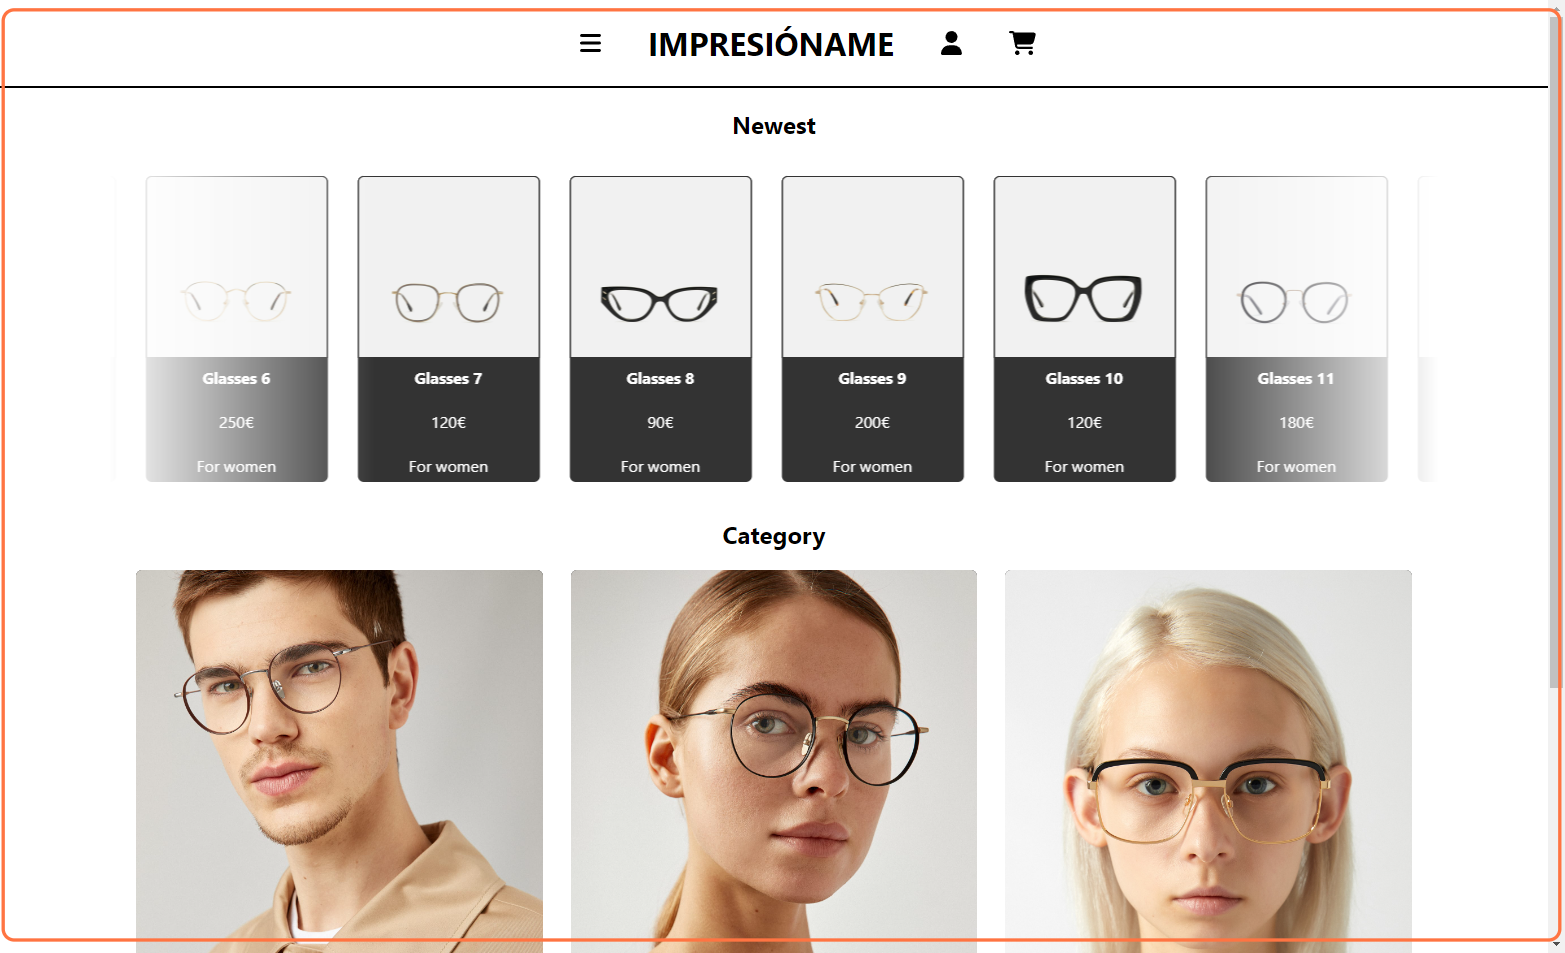 IMPRESIÓNAME
Newest
Glasses 6
250€
For women
Glasses 7
120€
For women
Glasses 8
90€
For women
Glasses 9
200€
For women
Glasses 10
120€
For women
Glasses 11
180€
For women
Category